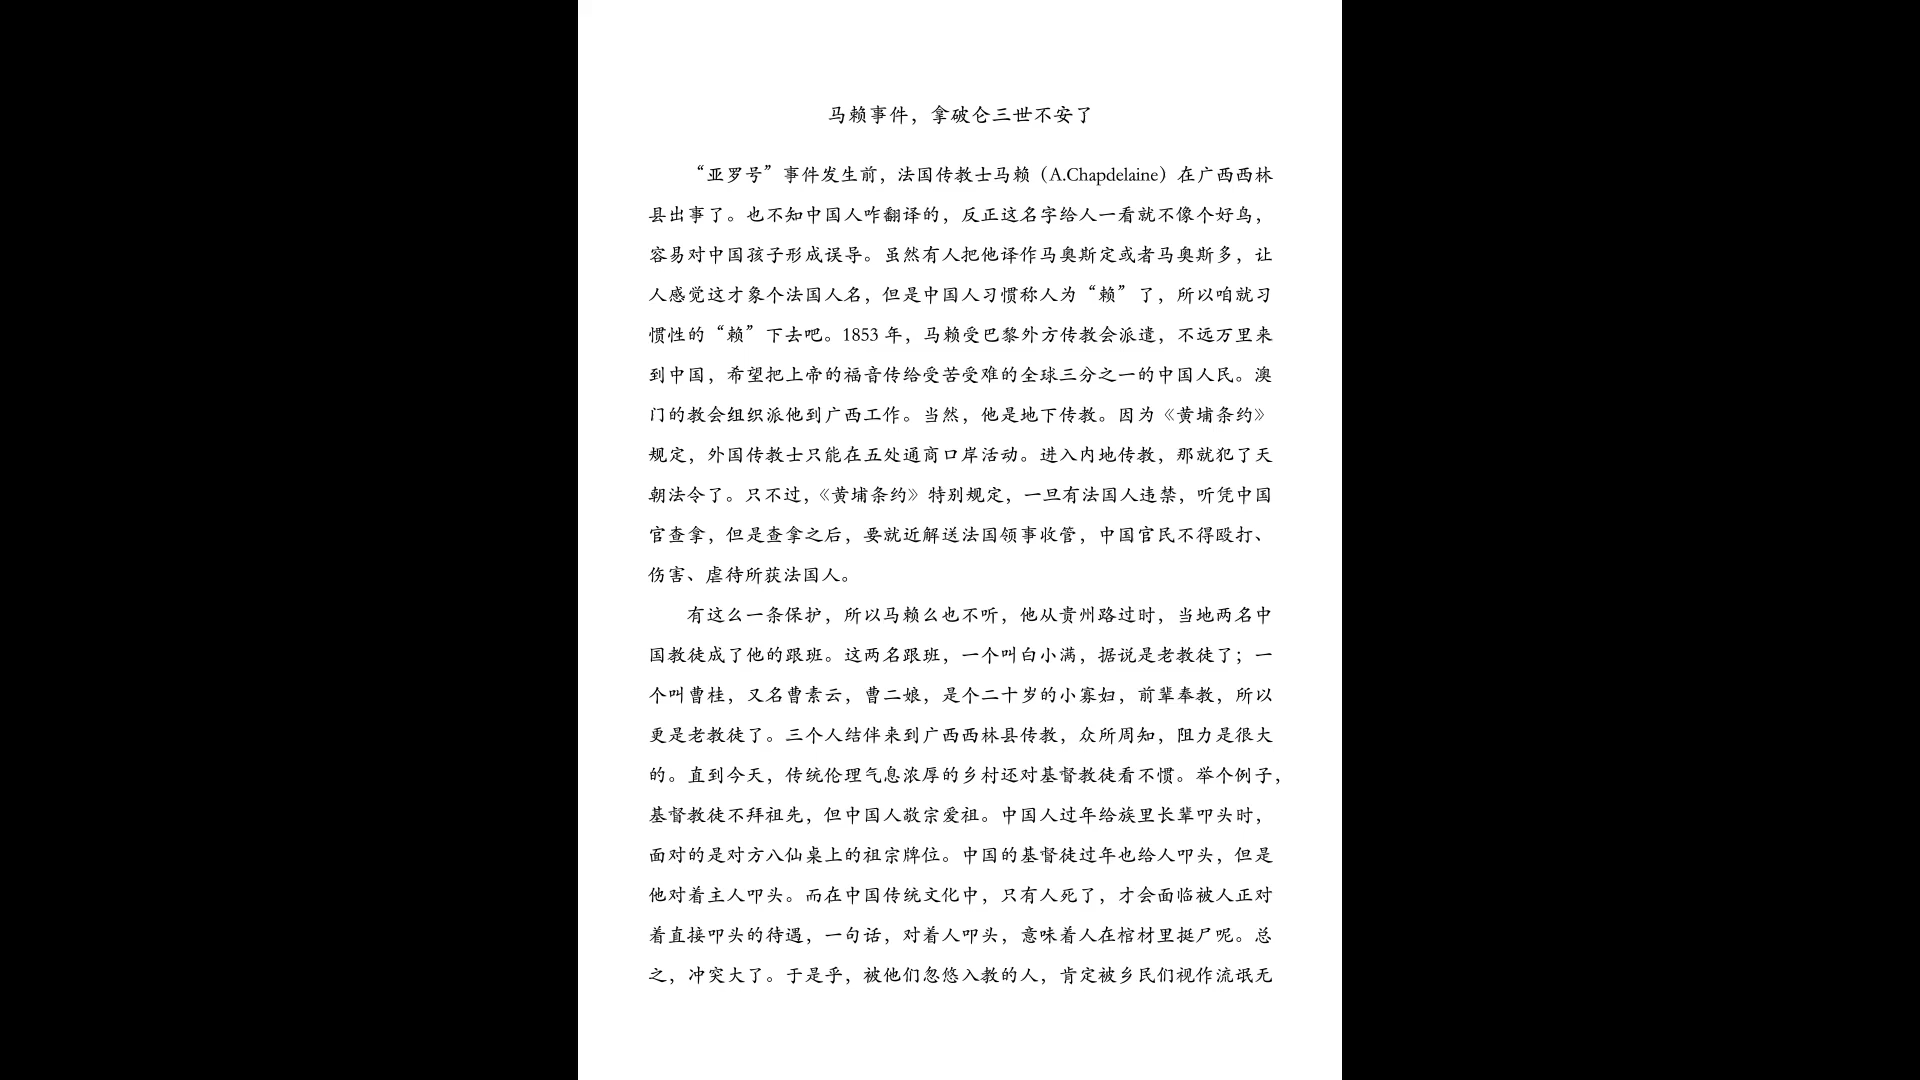 马赖事件，拿破仑三世不安了
“亚罗号”事件发生前，法国传教士马赖（A.Chapdelaine）在广西西林
县出事了。也不知中国人咋翻译的，反正这名字给人一看就不像个好鸟，
容易对中国孩子形成误导。虽然有人把他译作马奥斯定或者马奥斯多，让
人感觉这才象个法国人名，但是中国人习惯称人为“赖”了，所以咱就习
惯性的“赖”下去吧。1853 年，马赖受巴黎外方传教会派遣，不远万里来
到中国，希望把上帝的福音传给受苦受难的全球三分之一的中国人民。澳
门的教会组织派他到广西工作。当然，他是地下传教。因为《黄埔条约》
规定，外国传教士只能在五处通商口岸活动。进入内地传教，那就犯了天
朝法令了。只不过，《黄埔条约》特别规定，一旦有法国人违禁，听凭中国
官查拿，但是查拿之后，要就近解送法国领事收管，中国官民不得殴打、
伤害、虐待所获法国人。
有这么一条保护，所以马赖么也不听，他从贵州路过时，当地两名中
国教徒成了他的跟班。这两名跟班，一个叫白小满，据说是老教徒了；一
个叫曹桂，又名曹素云，曹二娘，是个二十岁的小寡妇，前辈奉教，所以
更是老教徒了。三个人结伴来到广西西林县传教，众所周知，阻力是很大
的。直到今天，传统伦理气息浓厚的乡村还对基督教徒看不惯。举个例子，
基督教徒不拜祖先，但中国人敬宗爱祖。中国人过年给族里长辈叩头时，
面对的是对方八仙桌上的祖宗牌位。中国的基督徒过年也给人叩头，但是
他对着主人叩头。而在中国传统文化中，只有人死了，才会面临被人正对
着直接叩头的待遇，一句话，对着人叩头，意味着人在棺材里挺尸呢。总
之，冲突大了。于是乎，被他们忽悠入教的人，肯定被乡民们视作流氓无